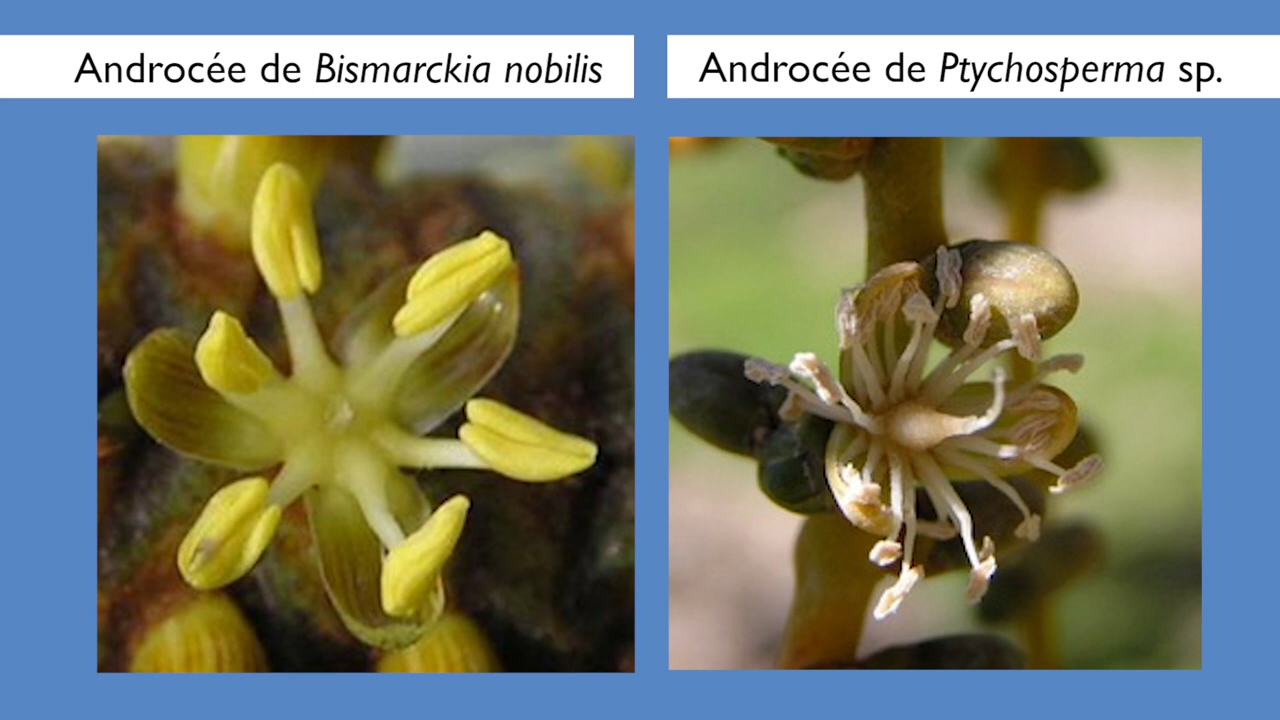 Androcée de Bismarckia nobilis
Androcée de Ptychosperma sp.